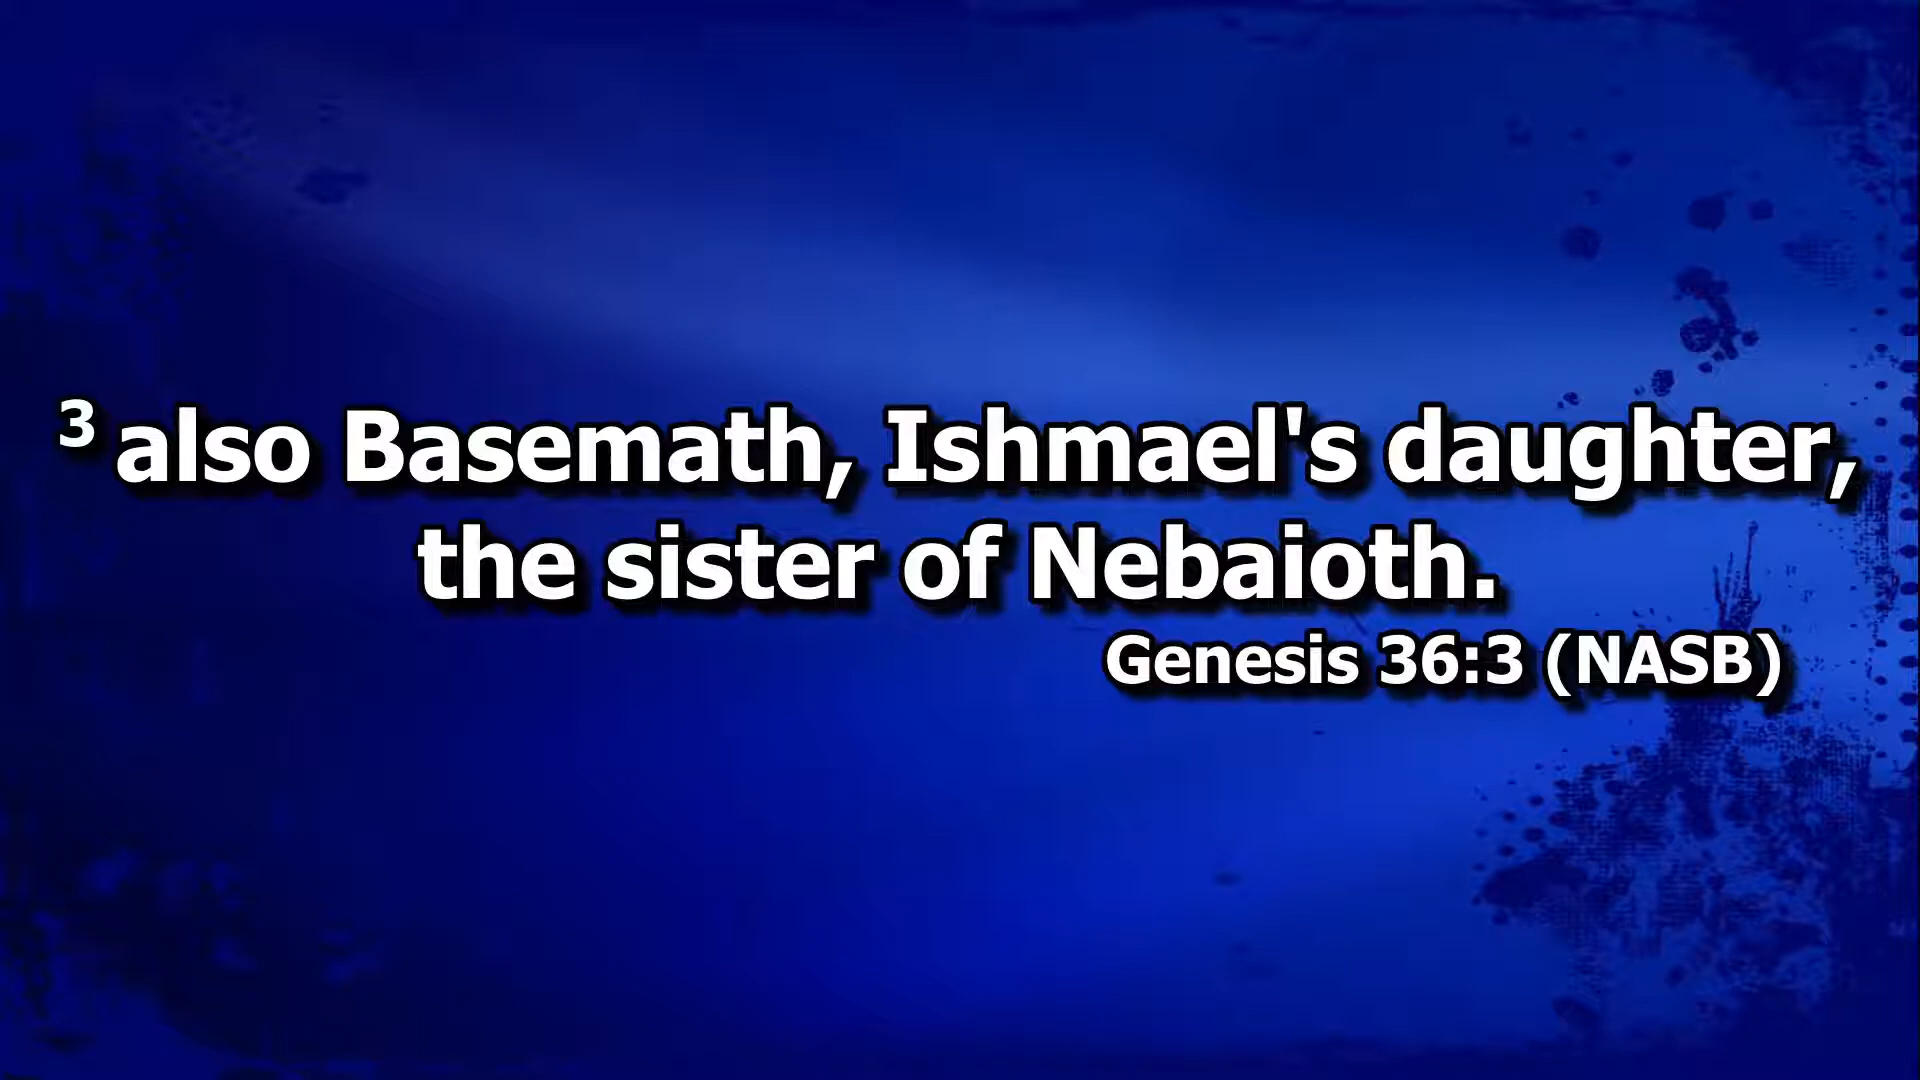 3 also Basemath, Ishmael's daughter,
the sister of Nebaioth.
Genesis 36:3 (NASB)